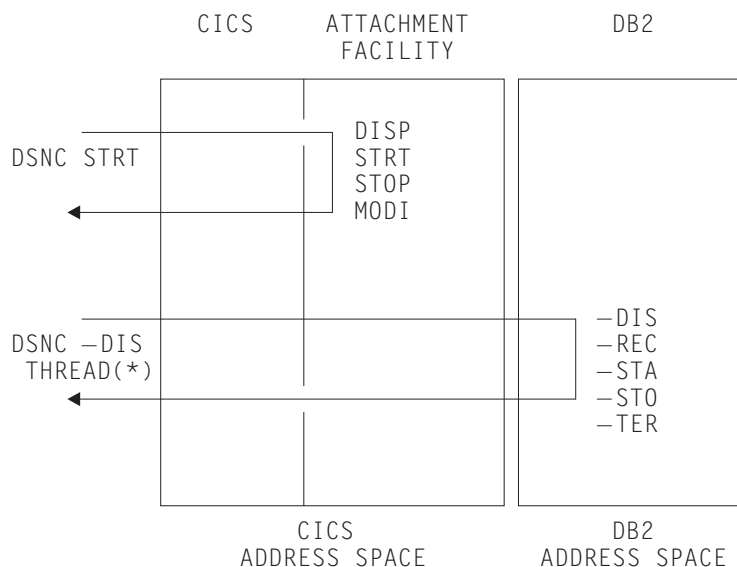 CICS ATTACHMENT FACILITY DB2
DSNC STRT
DISP
STRT
STOP
MODI
DSNC –DIS
THREAD(*)
–DIS
–REC
–STA
–STO
–TER
CICS
ADDRESS SPACE
DB2
ADDRESS SPACE